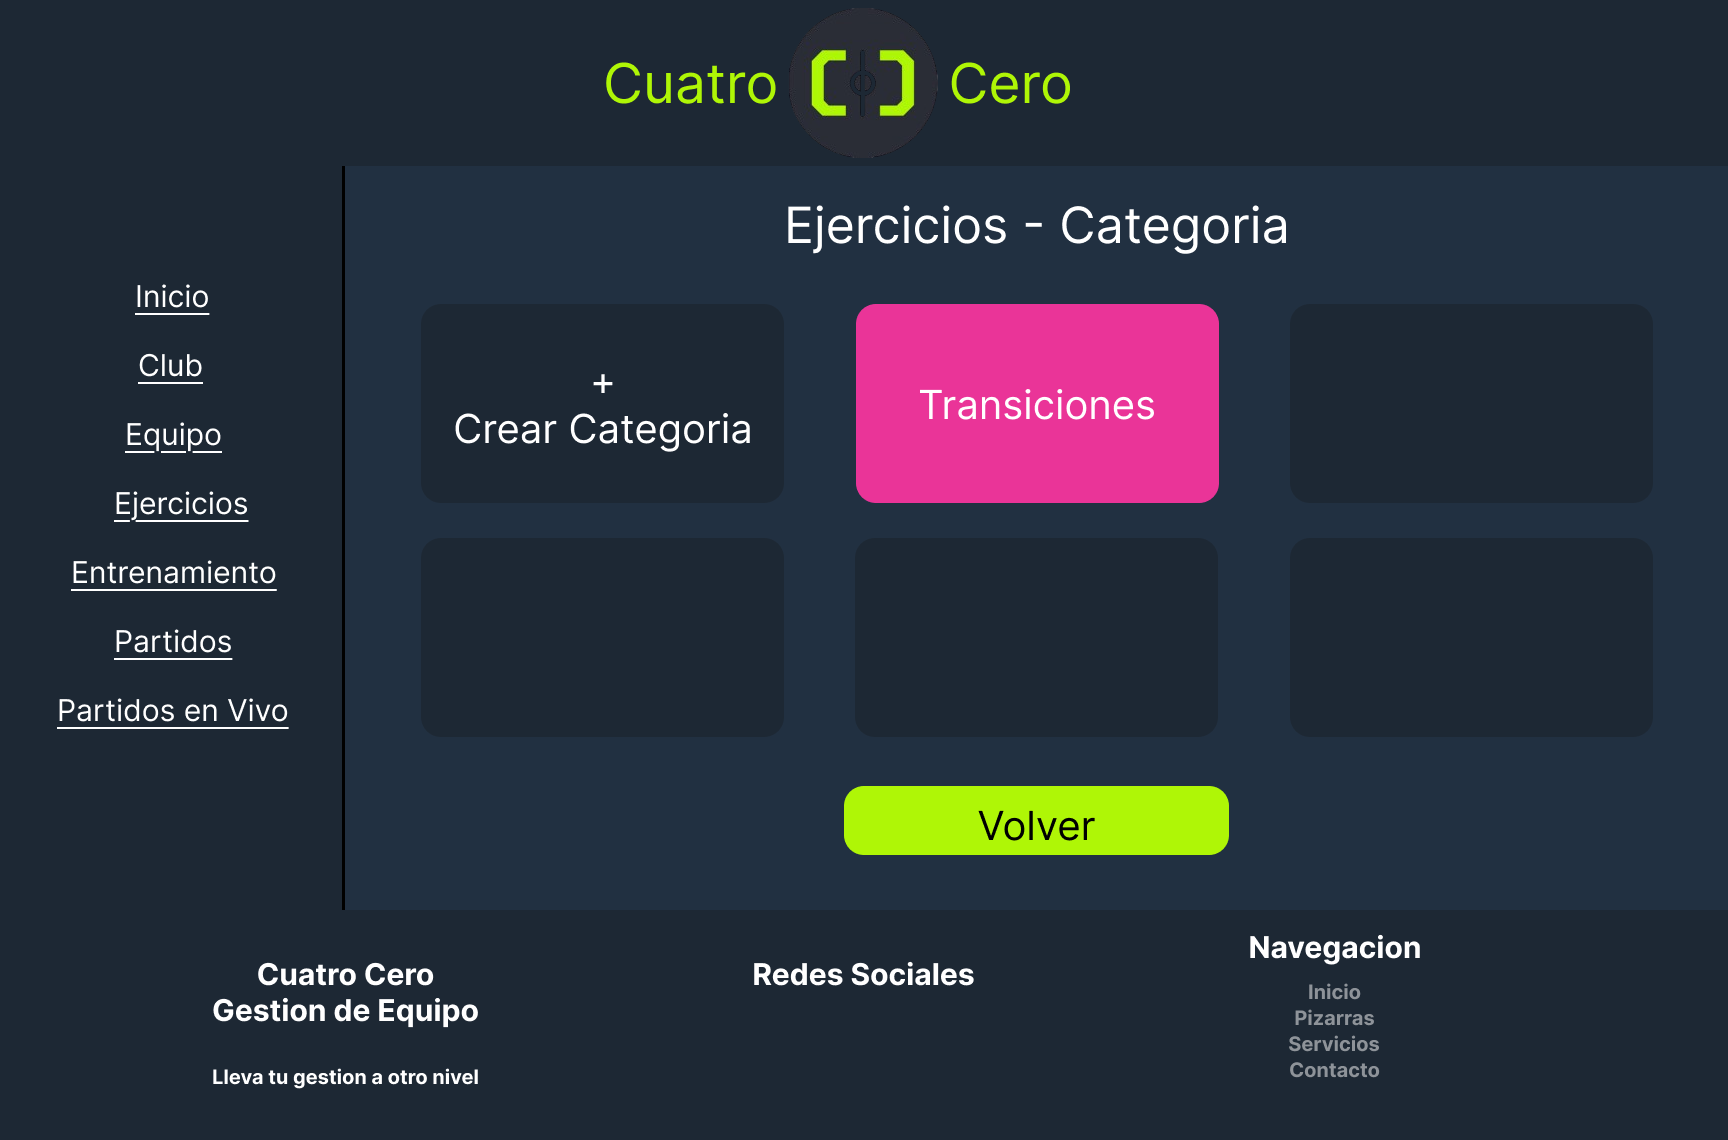 Cuatro Cero
Ejercicios - Categoria
Inicio
Club
Equipo
Ejercicios
Entrenamiento
Partidos
Partidos en Vivo
+
Crear Categoria
Transiciones
Volver
Cuatro Cero
Gestion de Equipo
Lleva tu gestion a otro nivel
Redes Sociales
Navegacion
Inicio
Pizarras
Servicios
Contacto